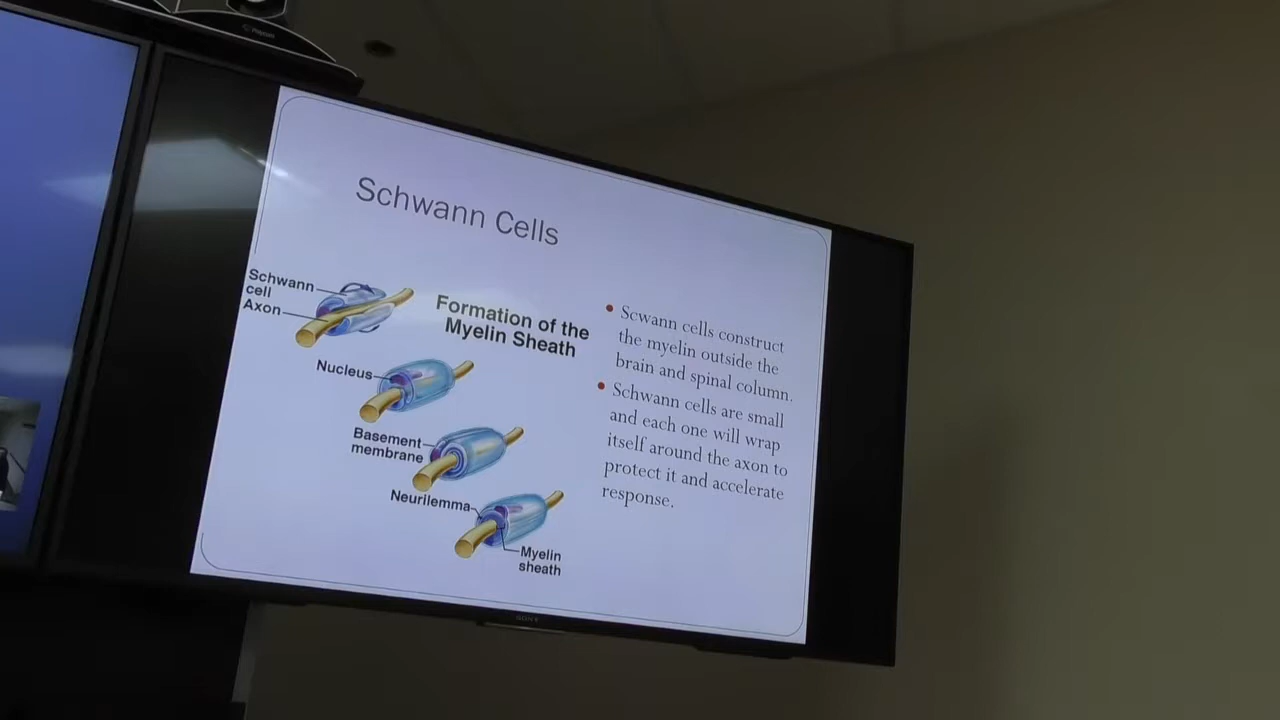 Polycom
Schwann Cells
Schwann
cell
Axon
Formation of the
Myelin Sheath
Nucleus
Basement
membrane
Neurilemma
Myelin
sheath
Scwann cells construct
the myelin outside the
brain and spinal column.
Schwann cells are small
and each one will wrap
itself around the axon to
protect it and accelerate
response.
SONY